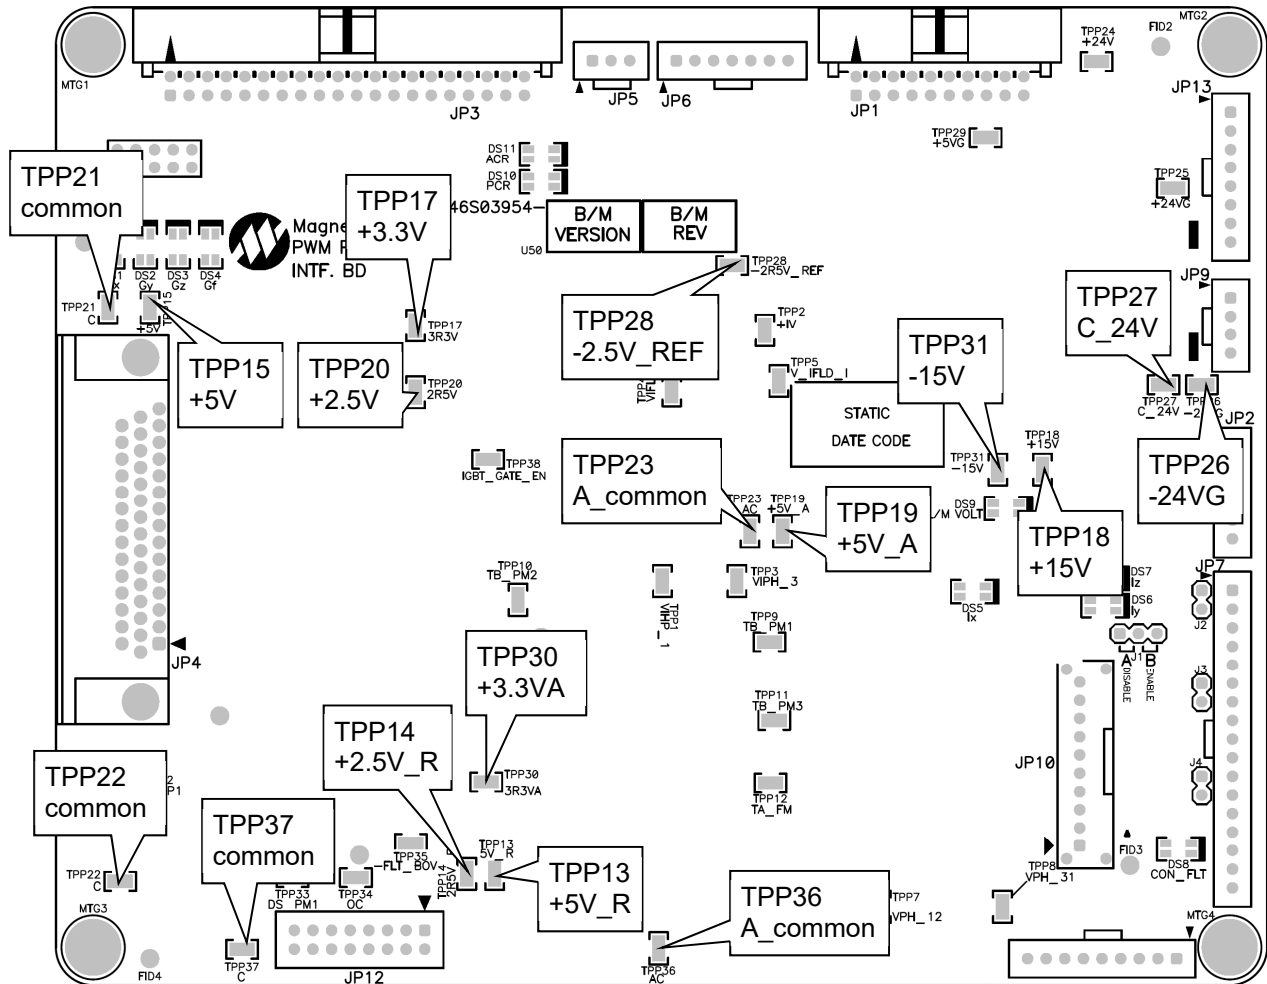 MTG1
JP3
JP5
JP6
JP1
TPP24
+24V
FID2
MTG2
JP13
TPP29
+5VG
DS11
ACR
DS10
PCR
TPP25
+24VG
TPP21
common
TPP17
+3.3V
46S03954-
B/M
VERSION
B/M
REV
U50
Magne
PWM
INTF. BD
DS2
Gy
DS3
Gz
DS4
Gf
TPP28
-2R5V_REF
JP9
TPP21
C
+5V
TPP15
+5V
TPP20
+2.5V
TPP17
3R3V
TPP20
2R5V
TPP28
-2.5V_REF
TPP2
+IV
TPP5
V_IFLD_I
STATIC
DATE CODE
TPP31
-15V
TPP27
C_24V
TPP27
C_24V
JP2
TPP26
-24VG
TPP18
+15V
TPP31
-15V
TPP38
IGBT_GATE_EN
TPP23
A_common
TPP23
AC
TPP19
+5V_A
TPP19
+5V_A
DS9
/M VOLT
TPP18
+15V
JP7
DS7
Iz
DS6
Iy
DS5
Ix
J2
TPP10
TB_PM2
TPP1
VIHP_1
TPP3
VIPH_3
TPP9
TB_PM1
J1
A
B
DISABLE
ENABLE
J3
JP4
TPP30
+3.3VA
TPP11
TB_PM3
TPP14
+2.5V_R
TPP30
3R3VA
TPP12
TA_FM
JP10
J4
TPP22
common
TPP37
common
TPP35
-FLT_BOV
TPP13
5V_R
TPP14
2R5V_R
TPP13
+5V_R
TPP36
A_common
FID3
DS8
CON_FLT
TPP8
VPH_31
TPP7
VPH_12
TPP22
C
TPP33
DS_PM1
TPP34
OC
MTG3
MTG4
FID4
TPP37
C
JP12
TPP36
AC